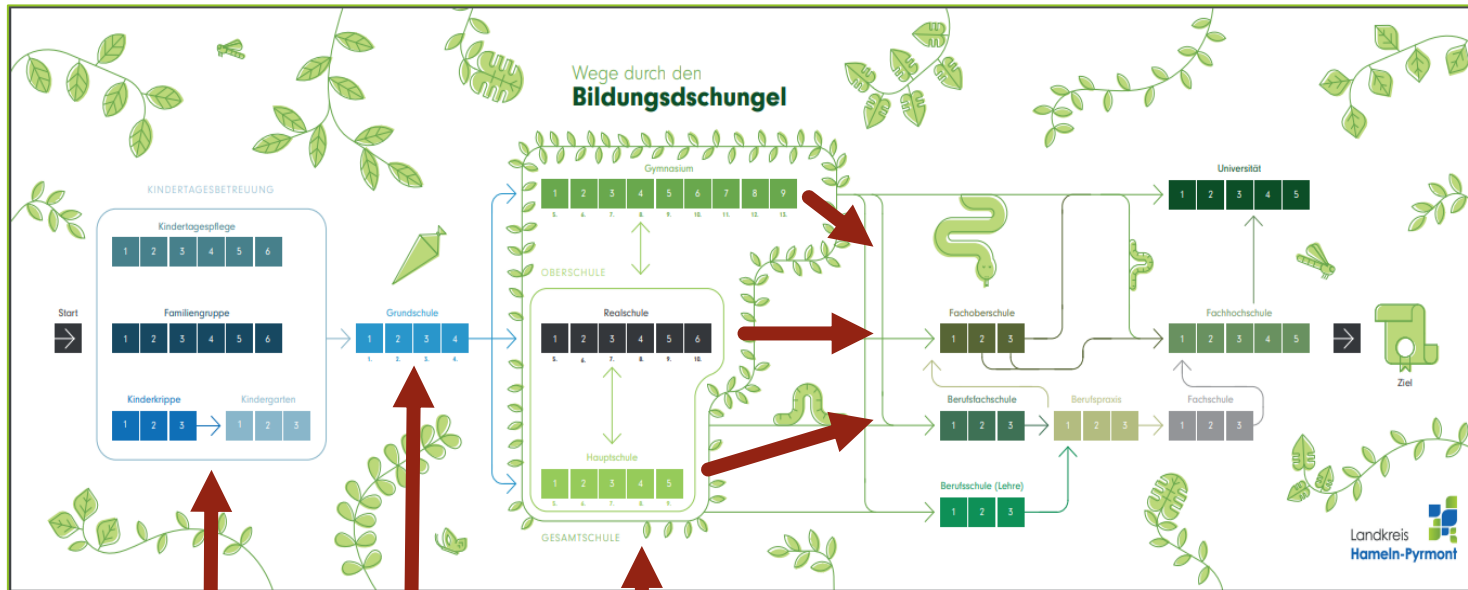 Wege durch den
Bildungsdschungel
KINDERTAGESBETREUUNG
Kindertagespflege
1 2 3 4 5 6
Start
Familiengruppe
1 2 3 4 5 6
Kinderkrippe
1 2 3
Kindergarten
1 2 3
Grundschule
1 2 3 4
1. 2. 3. 4.
Gymnasium
1 2 3 4 5 6 7 8 9
5. 6. 7. 8. 9. 10. 11. 12. 13.
OBERSCHULE
Realschule
1 2 3 4 5 6
5. 6. 7. 8. 9. 10.
Hauptschule
1 2 3 4 5
5. 6. 7. 8. 9.
GESAMTSCHULE
Universität
1 2 3 4 5
Fachoberschule
1 2 3
Fachhochschule
1 2 3 4 5
Berufsfachschule
1 2 3
Berufspraxis
1 2 3
Fachschule
1 2 3
Berufsschule (Lehre)
1 2 3
Ziel
Landkreis
Hameln-Pyrmont